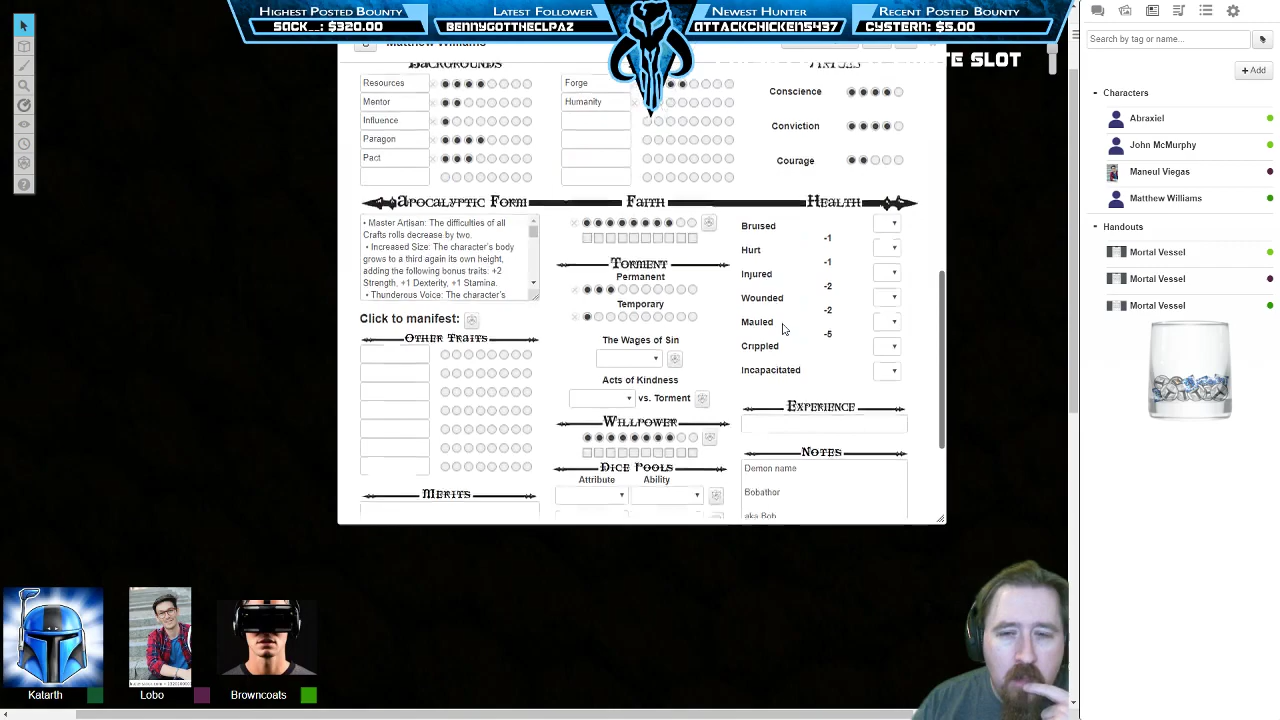 Highest Posted Bounty
sack__: $320.00
Latest Follower
bennygottheclpaz
Newest Hunter
attackchicken5437
Recent Posted Bounty
Cystern: $5.00
Matthew Williams
E SLOT
Backgrounds
Resources
Mentor
Influence
Paragon
Pact
Forge
Humanity
Conscience
Conviction
Courage
Apocalyptic Form
Faith
Health
• Master Artisan: The difficulties of all
Crafts rolls decrease by two.
• Increased Size: The character's body
grows to a third again its own height,
adding the following bonus traits: +2
Strength, +1 Dexterity, +1 Stamina.
• Thunderous Voice: The character's
Click to manifest:
Other Traits
Merits
Torment
Permanent
Temporary
The Wages of Sin
Acts of Kindness
vs. Torment
Willpower
Dice Pools
Attribute
Ability
Bruised
-1
Hurt
-1
Injured
-2
Wounded
-2
Mauled
-5
Crippled
Incapacitated
Experience
Notes
Demon name
Bobathor
aka Bob
Search by tag or name...
+ Add
Characters
Abraxiel
John McMurphy
Maneul Viegas
Matthew Williams
Handouts
Mortal Vessel
Mortal Vessel
Mortal Vessel
Katarth
Lobo
Browncoats